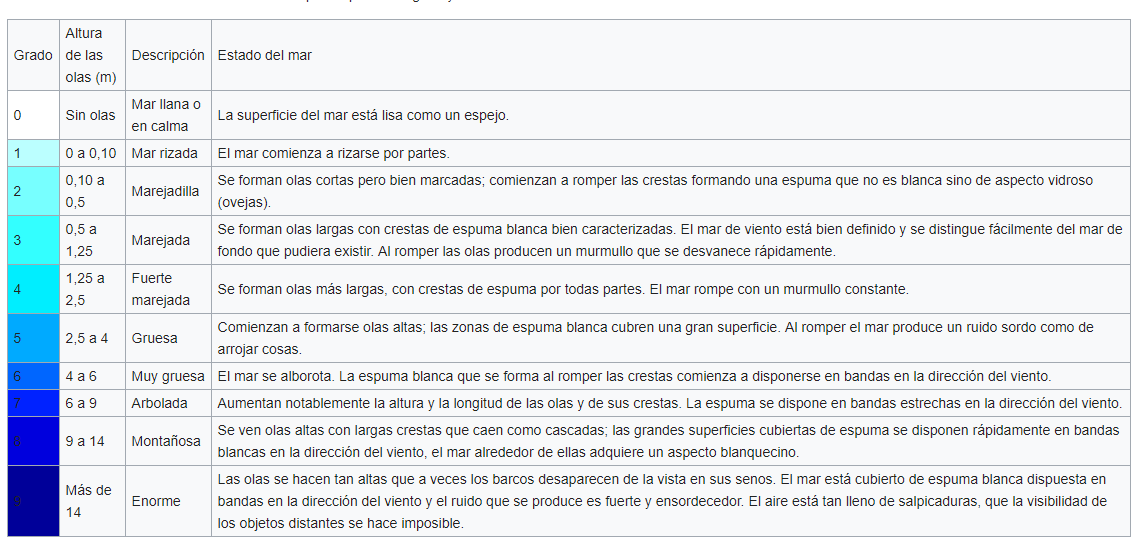 Grado Altura de las olas (m) Descripción Estado del mar
0 Sin olas Mar llana o en calma La superficie del mar está lisa como un espejo.
1 0 a 0,10 Mar rizada El mar comienza a rizarse por partes.
2 0,10 a 0,5 Marejadilla Se forman olas cortas pero bien marcadas; comienzan a romper las crestas formando una espuma que no es blanca sino de aspecto vidroso
(ovejas).
3 0,5 a 1,25 Marejada Se forman olas largas con crestas de espuma blanca bien caracterizadas. El mar de viento está bien definido y se distingue fácilmente del mar de
fondo que pudiera existir. Al romper las olas producen un murmullo que se desvanece rápidamente.
4 1,25 a 2,5 Fuerte marejada Se forman olas más largas, con crestas de espuma por todas partes. El mar rompe con un murmullo constante.
5 2,5 a 4 Gruesa Comienzan a formarse olas altas; las zonas de espuma blanca cubren una gran superficie. Al romper el mar produce un ruido sordo como de
arrojar cosas.
6 4 a 6 Muy gruesa El mar se alborota. La espuma blanca que se forma al romper las crestas comienza a disponerse en bandas en la dirección del viento.
7 6 a 9 Arbolada Aumentan notablemente la altura y la longitud de las olas y de sus crestas. La espuma se dispone en bandas estrechas en la dirección del viento.
8 9 a 14 Montañosa Se ven olas altas con largas crestas que caen como cascadas; las grandes superficies cubiertas de espuma se disponen rápidamente en bandas
blancas en la dirección del viento, el mar alrededor de ellas adquiere un aspecto blanquecino.
9 Más de 14 Enorme Las olas se hacen tan altas que a veces los barcos desaparecen de la vista en sus senos. El mar está cubierto de espuma blanca dispuesta en
bandas en la dirección del viento y el ruido que se produce es fuerte y ensordecedor. El aire está tan lleno de salpicaduras, que la visibilidad de
los objetos distantes se hace imposible.